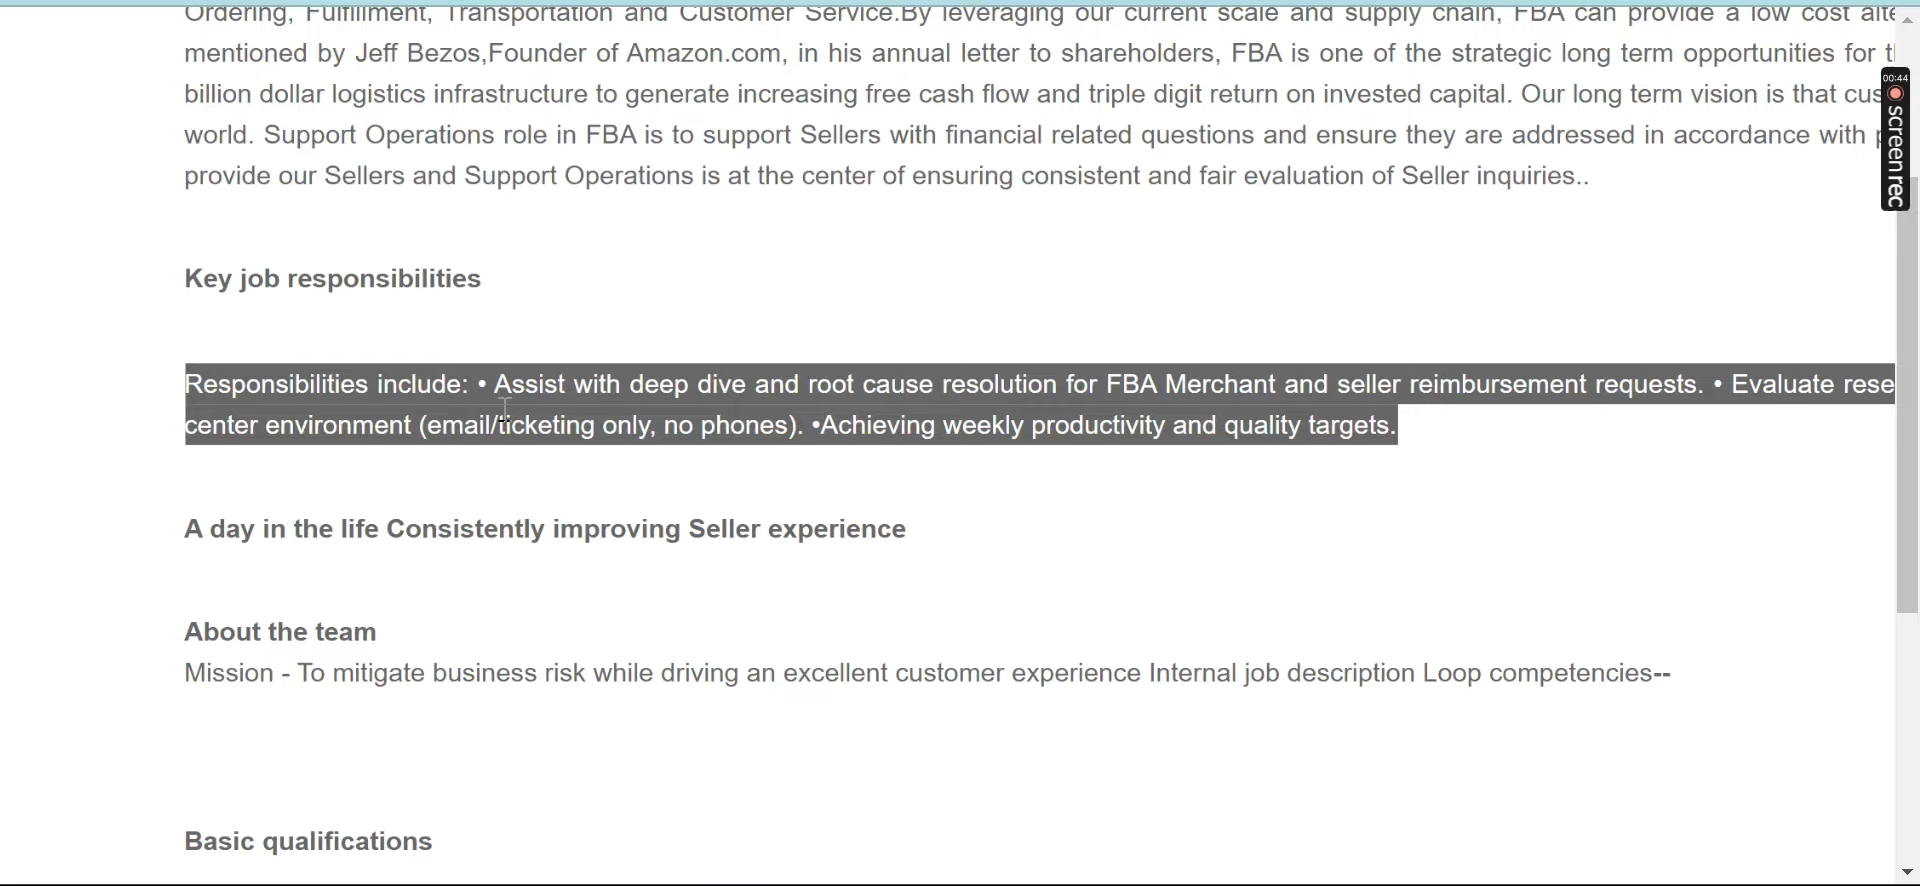 Ordering, Fulfillment, Transportation and Customer Service.By leveraging our current scale and supply chain, FBA can provide a low cost
mentioned by Jeff Bezos,Founder of Amazon.com, in his annual letter to shareholders, FBA is one of the strategic long term opportunities for
billion dollar logistics infrastructure to generate increasing free cash flow and triple digit return on invested capital. Our long term vision is that
world. Support Operations role in FBA is to support Sellers with financial related questions and ensure they are addressed in accordance with
provide our Sellers and Support Operations is at the center of ensuring consistent and fair evaluation of Seller inquiries..
00:44
screen rec
Key job responsibilities
Responsibilities include: • Assist with deep dive and root cause resolution for FBA Merchant and seller reimbursement requests. • Evaluate
center environment (email/ticketing only, no phones). •Achieving weekly productivity and quality targets.
A day in the life Consistently improving Seller experience
About the team
Mission - To mitigate business risk while driving an excellent customer experience Internal job description Loop competencies--
Basic qualifications